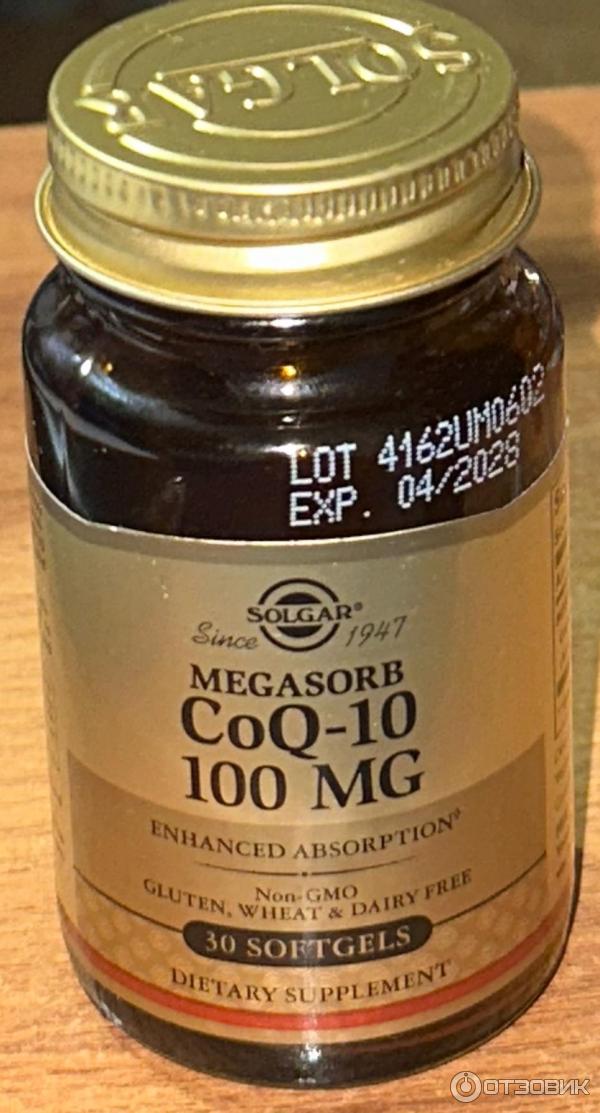 SOLGAR
LOT 4162UM0602
EXP. 04/2028
SOLGAR®
Since 1947
MEGASORB
CoQ-10
100 MG
ENHANCED ABSORPTION◊
Non-GMO
GLUTEN, WHEAT & DAIRY FREE
30 SOFTGELS
DIETARY SUPPLEMENT
ОТЗОВИК